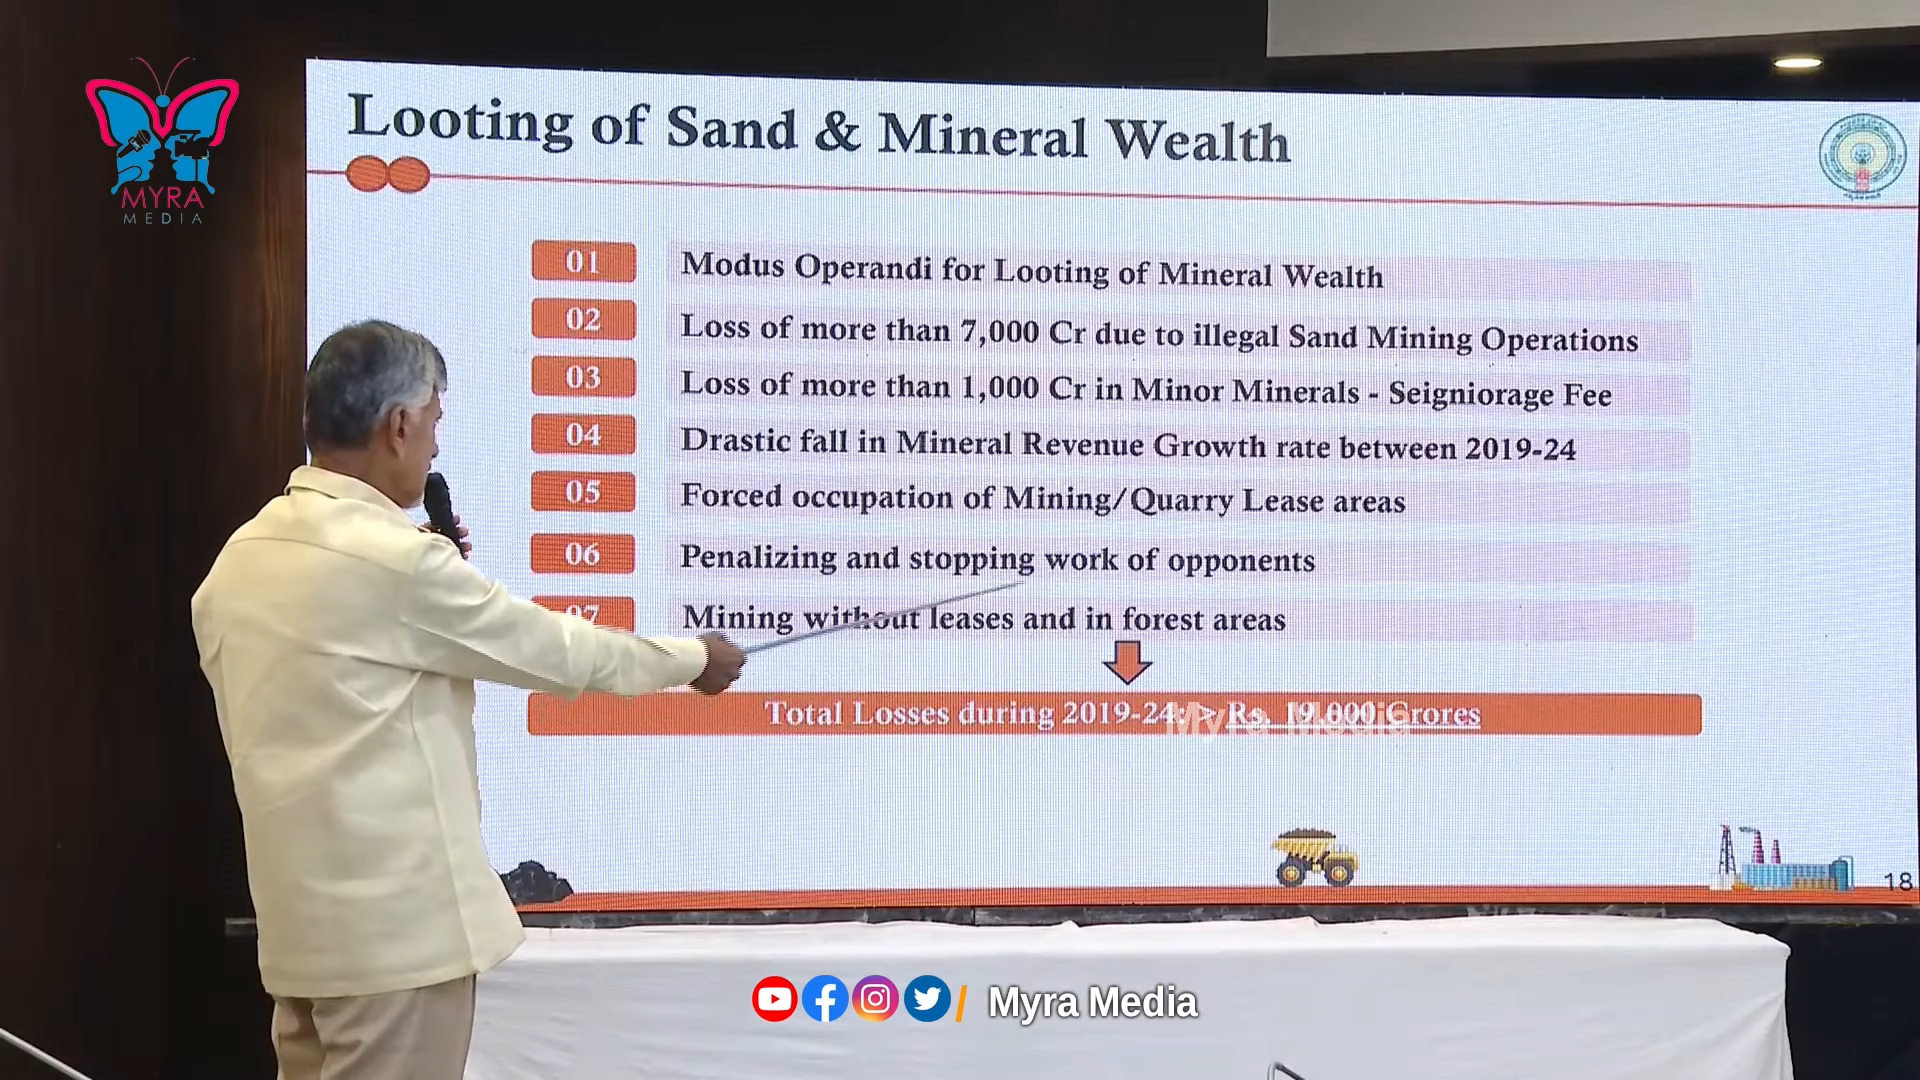 MYRA
MEDIA
Looting of Sand & Mineral Wealth
01 Modus Operandi for Looting of Mineral Wealth
02 Loss of more than 7,000 Cr due to illegal Sand Mining Operations
03 Loss of more than 1,000 Cr in Minor Minerals - Seigniorage Fee
04 Drastic fall in Mineral Revenue Growth rate between 2019-24
05 Forced occupation of Mining/Quarry Lease areas
06 Penalizing and stopping work of opponents
07 Mining without leases and in forest areas
Total Losses during 2019-24: > Rs. 19,000 Crores
Myra Media
18
/ Myra Media